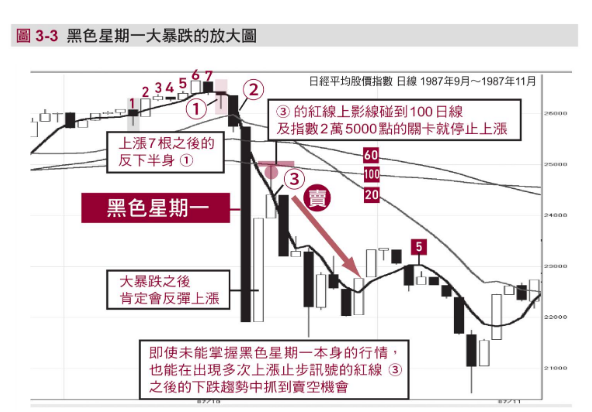 圖 3-3 黑色星期一大暴跌的放大圖
日經平均股價指數 日線 1987年9月～1987年11月
1 2 3 4 5 6 7
①
②
③ 的紅線上影線碰到100日線
及指數2萬5000點的關卡就停止上漲
上漲7根之後的
反下半身 ①
60
100
20
③
賣
黑色星期一
5
大暴跌之後
肯定會反彈上漲
即使未能掌握黑色星期一本身的行情，
也能在出現多次上漲止步訊號的紅線 ③
之後的下跌趨勢中抓到賣空機會
26000
25000
24000
23000
22000
21000
87/10
87/11